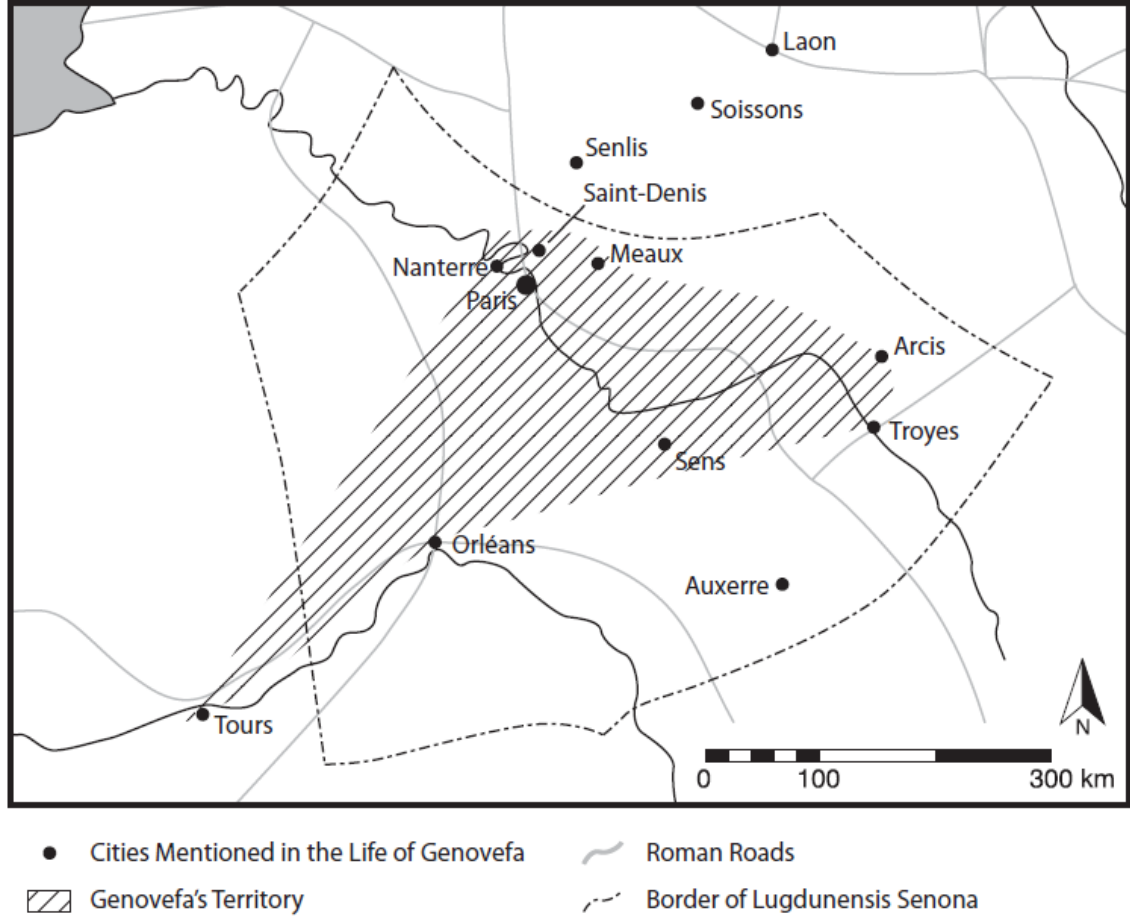 Laon
Soissons
Senlis
Saint-Denis
Meaux
Nanterre
Paris
Arcis
Troyes
Sens
Orléans
Auxerre
Tours
N
0 100 300 km
Cities Mentioned in the Life of Genovefa
Roman Roads
Genovefa's Territory
Border of Lugdunensis Senona